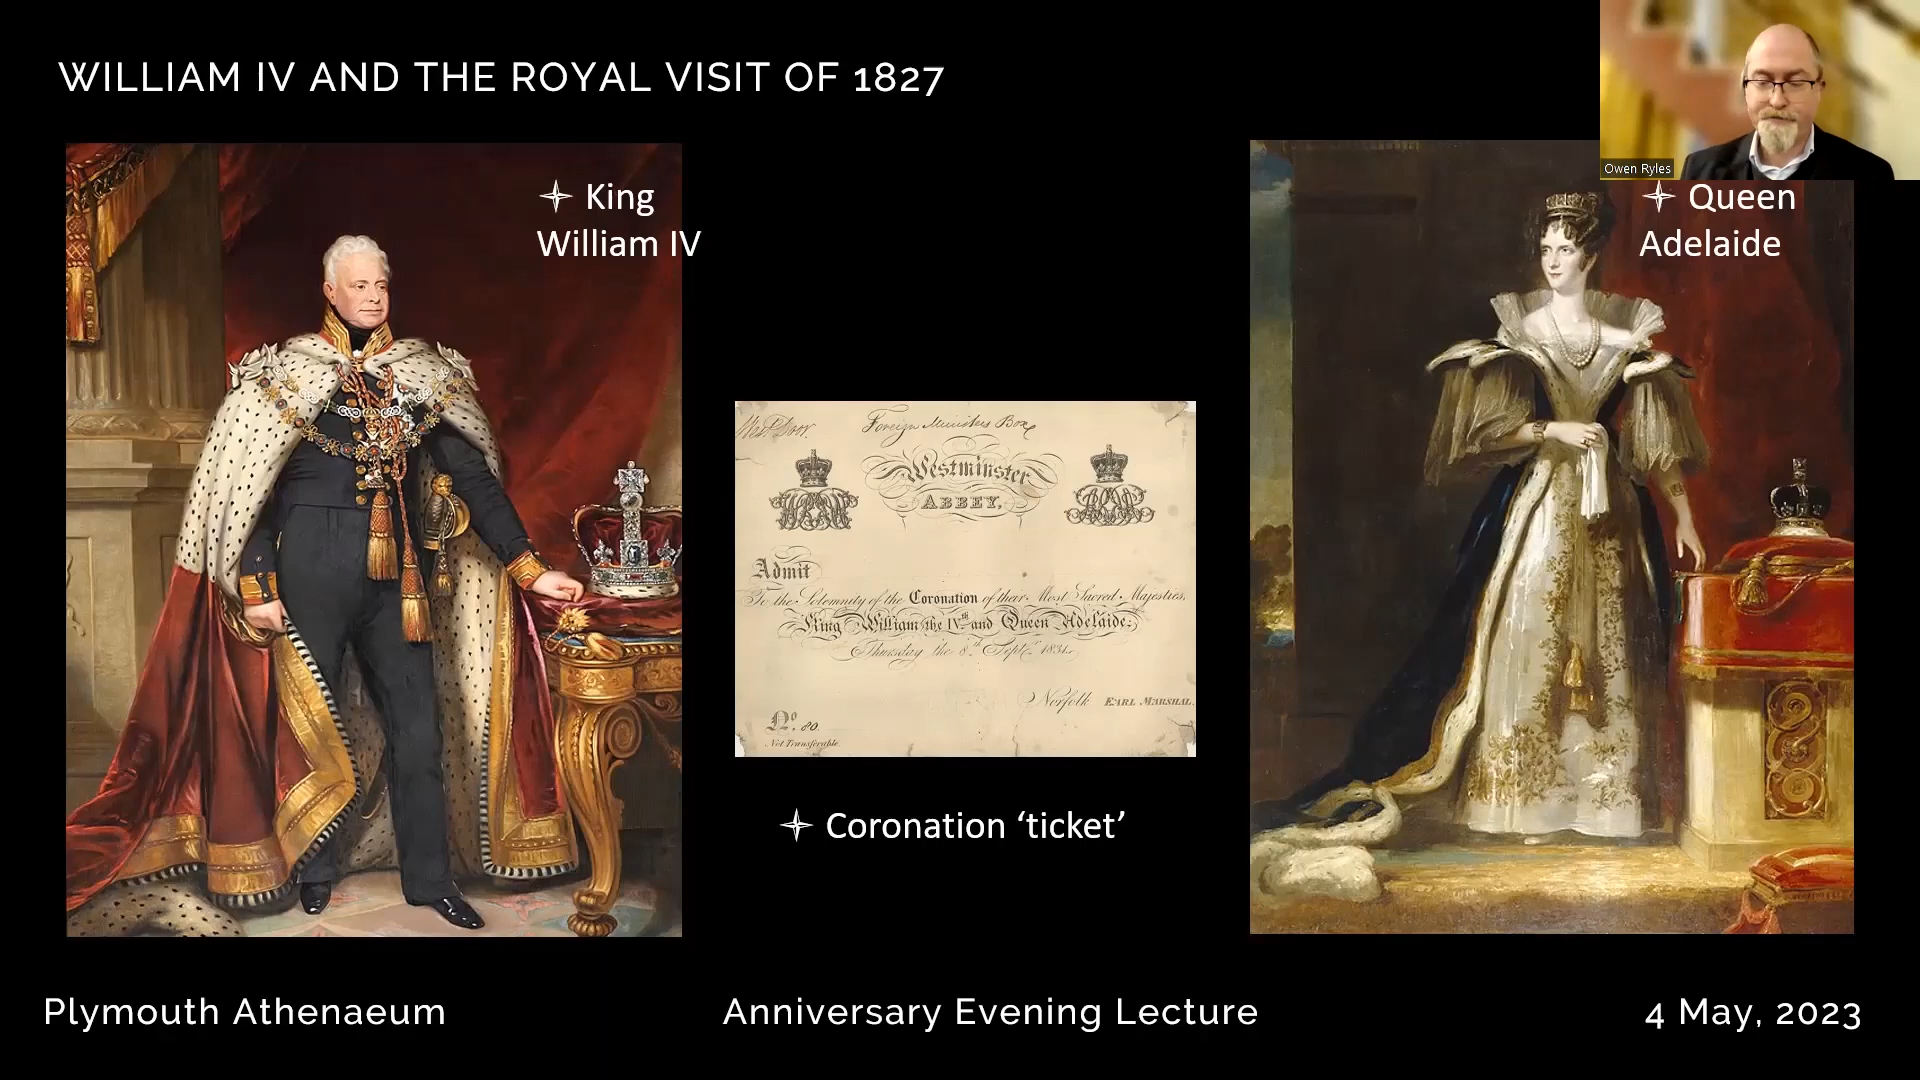 WILLIAM IV AND THE ROYAL VISIT OF 1827
Owen Ryles
King
William IV
Queen
Adelaide
West Door. Foreign Ministers Box
Westminster
ABBEY,
Admit
To the Solemnity of the Coronation of their Most Sacred Majesties,
King William the IVth and Queen Adelaide:
Thursday the 8th Septr. 1831.
Norfolk EARL MARSHAL.
No. 80
Not Transferable.
Coronation ‘ticket’
Plymouth Athenaeum
Anniversary Evening Lecture
4 May, 2023